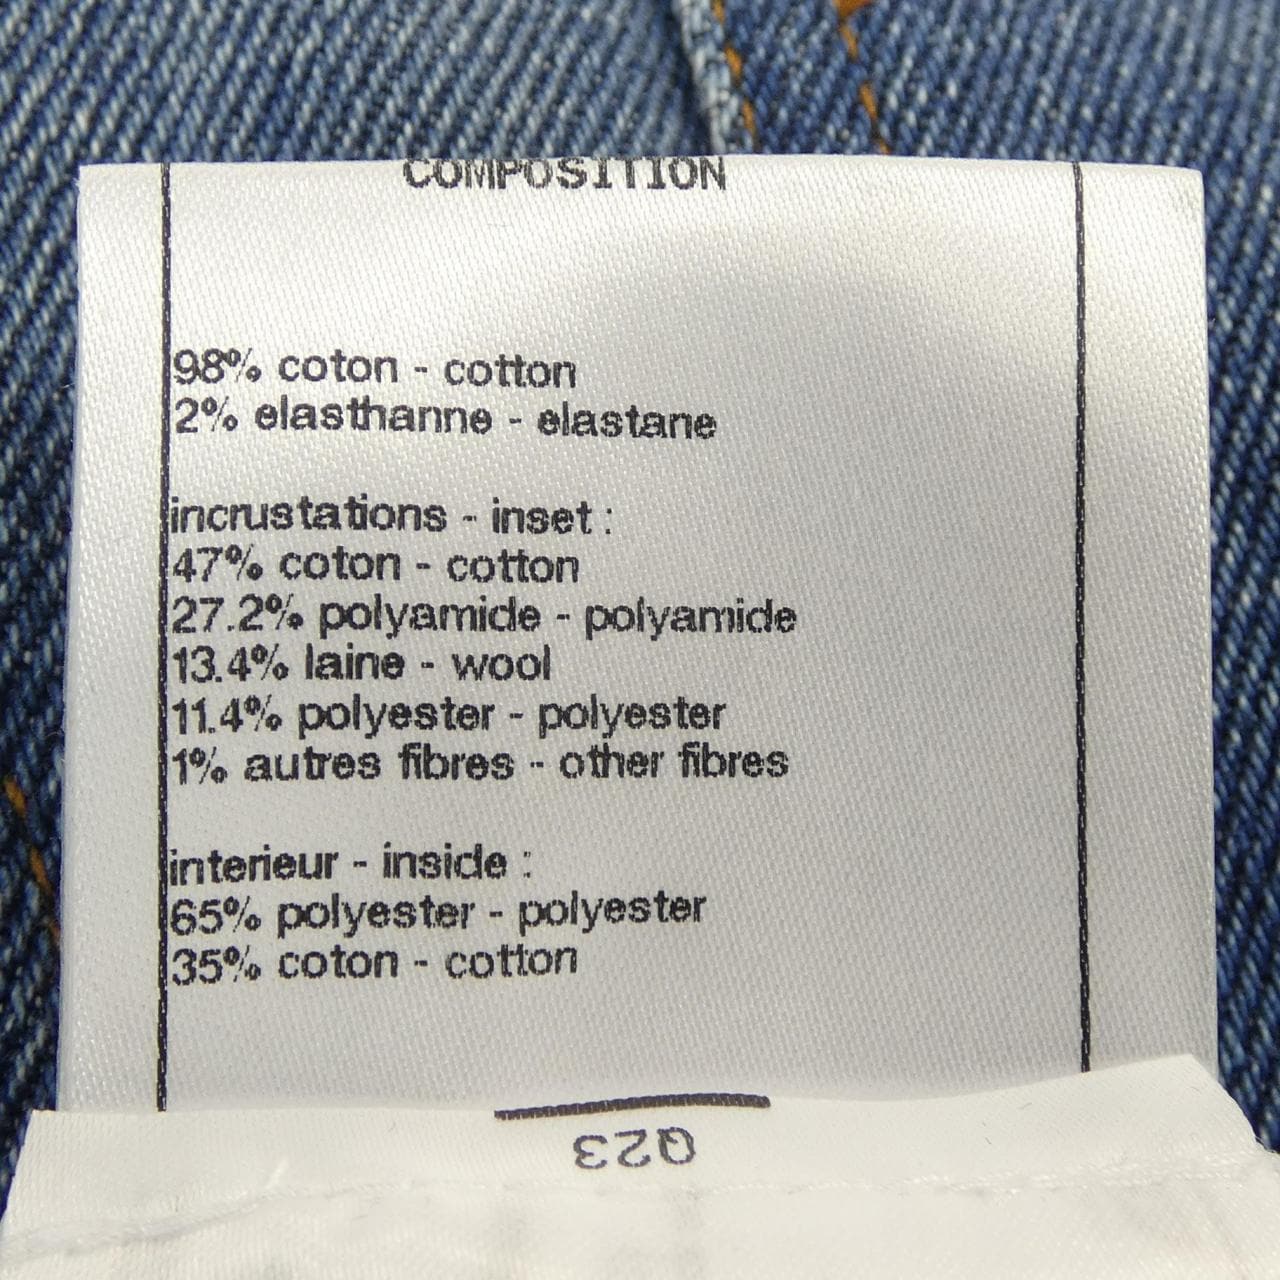 COMPOSITION
98% coton - cotton
2% elasthanne - elastane
incrustations - inset :
47% coton - cotton
27.2% polyamide - polyamide
13.4% laine - wool
11.4% polyester - polyester
1% autres fibres - other fibres
interieur - inside :
65% polyester - polyester
35% coton - cotton
Q23